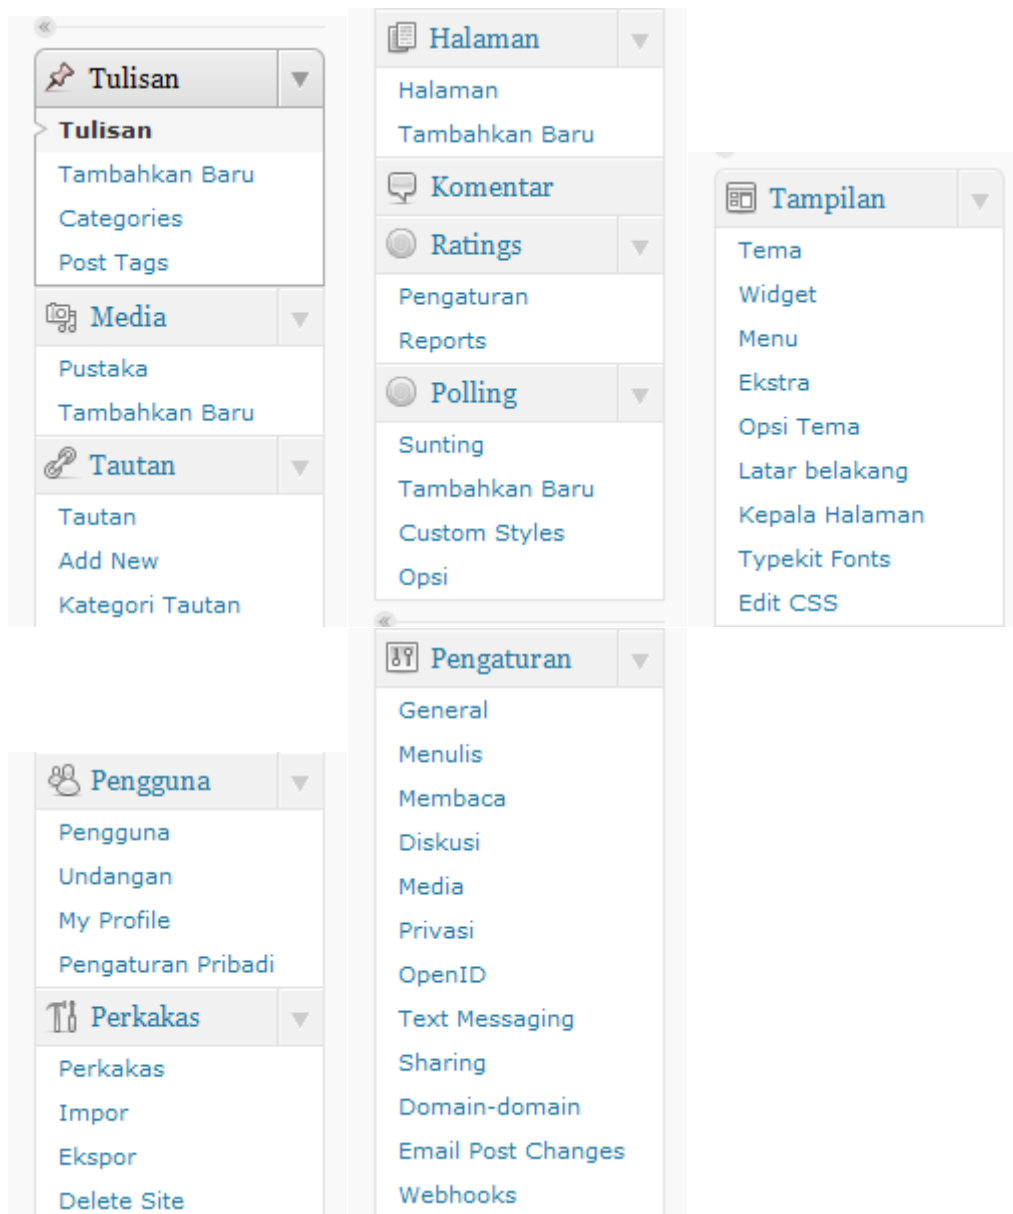 Tulisan
Tulisan
Tambahkan Baru
Categories
Post Tags
Media
Pustaka
Tambahkan Baru
Tautan
Tautan
Add New
Kategori Tautan
Halaman
Halaman
Tambahkan Baru
Komentar
Ratings
Pengaturan
Reports
Polling
Sunting
Tambahkan Baru
Custom Styles
Opsi
Tampilan
Tema
Widget
Menu
Ekstra
Opsi Tema
Latar belakang
Kepala Halaman
Typekit Fonts
Edit CSS
Pengguna
Pengguna
Undangan
My Profile
Pengaturan Pribadi
Perkakas
Perkakas
Impor
Ekspor
Delete Site
Pengaturan
General
Menulis
Membaca
Diskusi
Media
Privasi
OpenID
Text Messaging
Sharing
Domain-domain
Email Post Changes
Webhooks